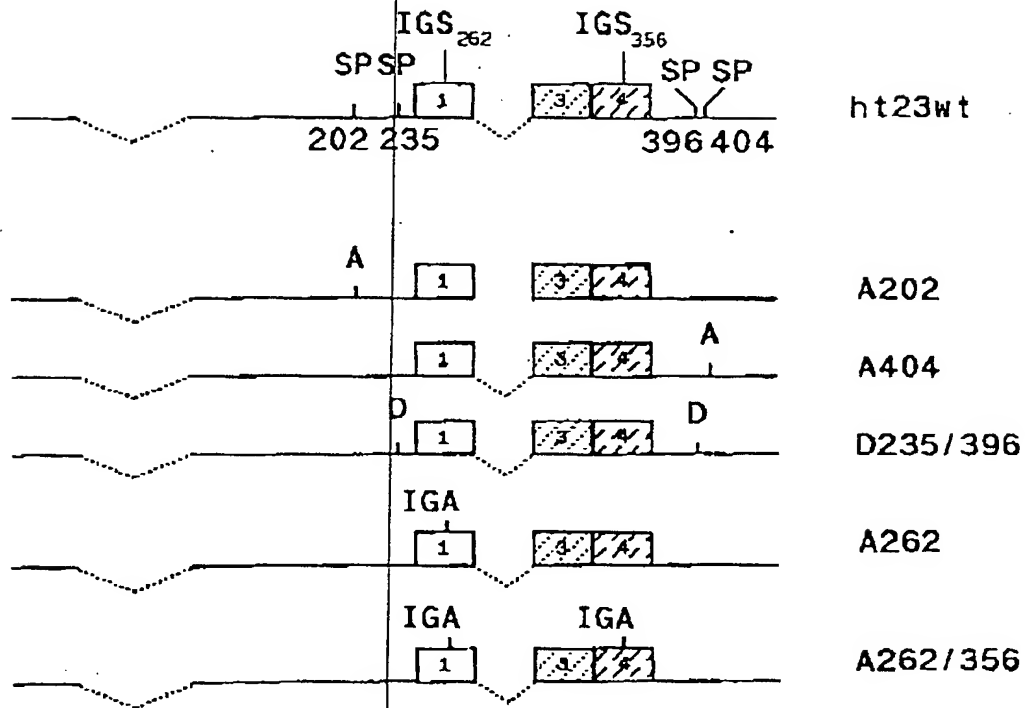 IGS262 IGS356
SP SP SP SP
1 3 4 ht23wt
202 235 396 404
A
1 3 4 A202
A
1 3 4 A404
D D
1 3 4 D235/396
IGA
1 3 4 A262
IGA IGA
1 3 4 A262/356